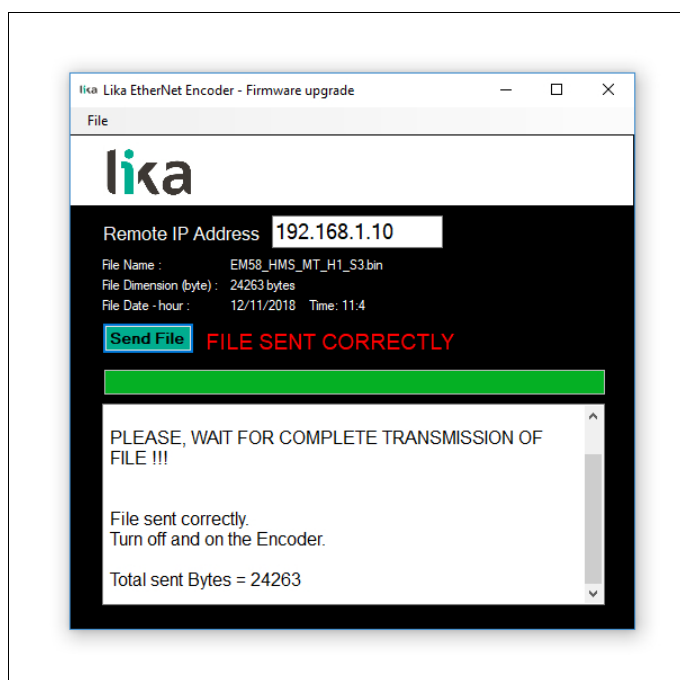 lika Lika EtherNet Encoder - Firmware upgrade
File
lika
Remote IP Address 192.168.1.10
File Name : EM58_HMS_MT_H1_S3.bin
File Dimension (byte) : 24263 bytes
File Date - hour : 12/11/2018 Time: 11:4
Send File FILE SENT CORRECTLY
PLEASE, WAIT FOR COMPLETE TRANSMISSION OF
FILE !!!
File sent correctly.
Turn off and on the Encoder.
Total sent Bytes = 24263